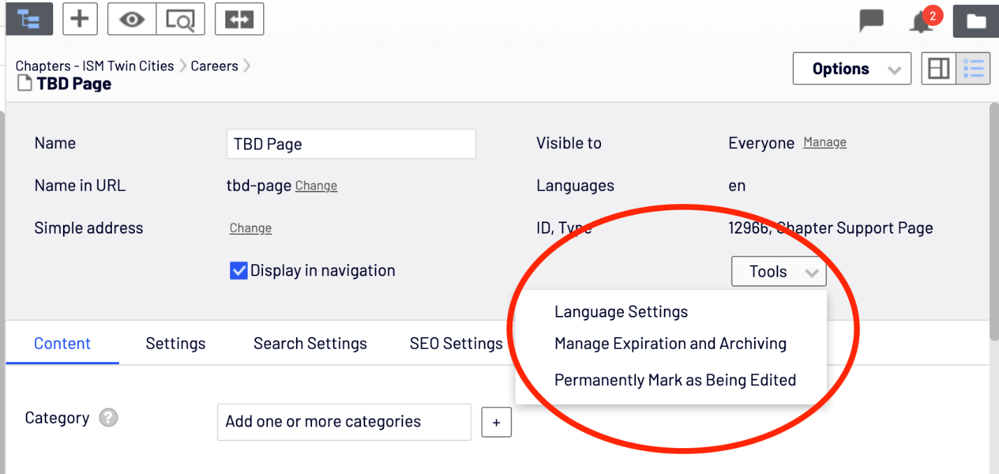 2
Chapters - ISM Twin Cities > Careers >
TBD Page
Options
Name TBD Page Visible to Everyone Manage
Name in URL tbd-page Change Languages en
Simple address Change ID, Type 12966, Chapter Support Page
Display in navigation Tools
Language Settings
Content Settings Search Settings SEO Settings Manage Expiration and Archiving
Permanently Mark as Being Edited
Category ? Add one or more categories +